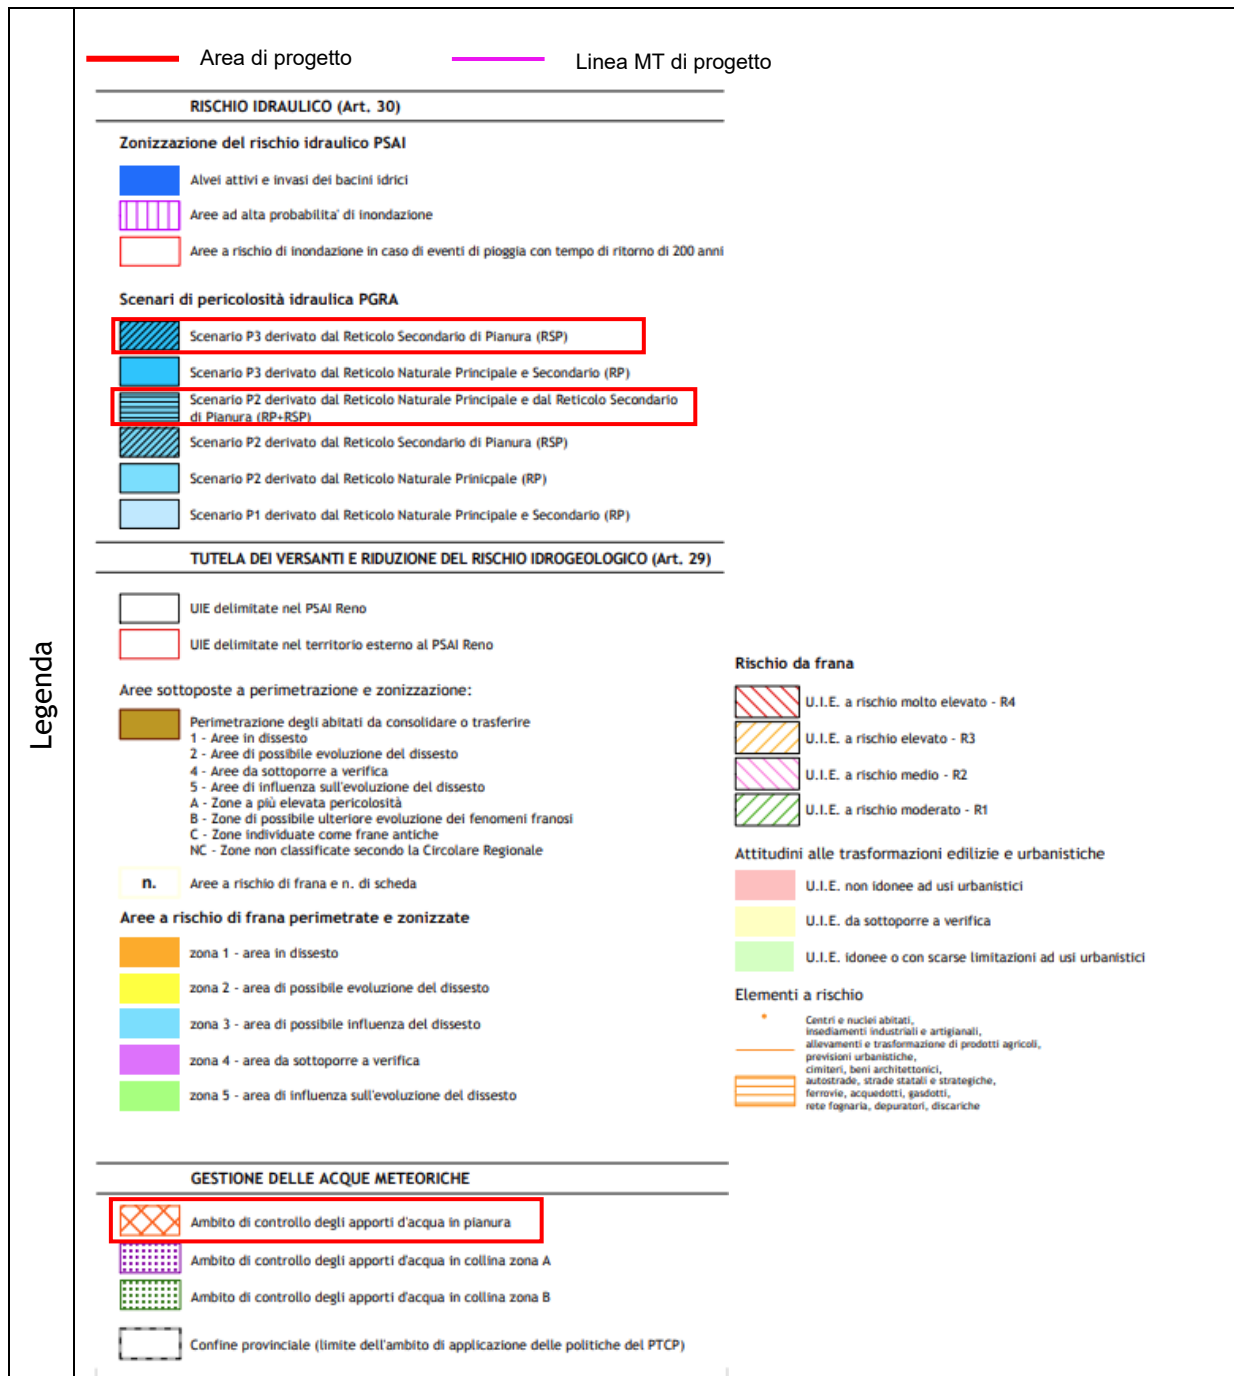 Legenda
Area di progetto
Linea MT di progetto
RISCHIO IDRAULICO (Art. 30)
Zonizzazione del rischio idraulico PSAI
Alvei attivi e invasi dei bacini idrici
Aree ad alta probabilita' di inondazione
Aree a rischio di inondazione in caso di eventi di pioggia con tempo di ritorno di 200 anni
Scenari di pericolosità idraulica PGRA
Scenario P3 derivato dal Reticolo Secondario di Pianura (RSP)
Scenario P3 derivato dal Reticolo Naturale Principale e Secondario (RP)
Scenario P2 derivato dal Reticolo Naturale Principale e dal Reticolo Secondario
di Pianura (RP+RSP)
Scenario P2 derivato dal Reticolo Secondario di Pianura (RSP)
Scenario P2 derivato dal Reticolo Naturale Prinicpale (RP)
Scenario P1 derivato dal Reticolo Naturale Principale e Secondario (RP)
TUTELA DEI VERSANTI E RIDUZIONE DEL RISCHIO IDROGEOLOGICO (Art. 29)
UIE delimitate nel PSAI Reno
UIE delimitate nel territorio esterno al PSAI Reno
Aree sottoposte a perimetrazione e zonizzazione:
Perimetrazione degli abitati da consolidare o trasferire
1 - Aree in dissesto
2 - Aree di possibile evoluzione del dissesto
4 - Aree da sottoporre a verifica
5 - Aree di influenza sull'evoluzione del dissesto
A - Zone a più elevata pericolosità
B - Zone di possibile ulteriore evoluzione dei fenomeni franosi
C - Zone individuate come frane antiche
NC - Zone non classificate secondo la Circolare Regionale
n. Aree a rischio di frana e n. di scheda
Aree a rischio di frana perimetrate e zonizzate
zona 1 - area in dissesto
zona 2 - area di possibile evoluzione del dissesto
zona 3 - area di possibile influenza del dissesto
zona 4 - area da sottoporre a verifica
zona 5 - area di influenza sull'evoluzione del dissesto
Rischio da frana
U.I.E. a rischio molto elevato - R4
U.I.E. a rischio elevato - R3
U.I.E. a rischio medio - R2
U.I.E. a rischio moderato - R1
Attitudini alle trasformazioni edilizie e urbanistiche
U.I.E. non idonee ad usi urbanistici
U.I.E. da sottoporre a verifica
U.I.E. idonee o con scarse limitazioni ad usi urbanistici
Elementi a rischio
Centri e nuclei abitati,
insediamenti industriali e artigianali,
allevamenti e trasformazione di prodotti agricoli,
previsioni urbanistiche,
cimiteri, beni architettonici,
autostrade, strade statali e strategiche,
ferrovie, acquedotti, gasdotti,
rete fognaria, depuratori, discariche
GESTIONE DELLE ACQUE METEORICHE
Ambito di controllo degli apporti d'acqua in pianura
Ambito di controllo degli apporti d'acqua in collina zona A
Ambito di controllo degli apporti d'acqua in collina zona B
Confine provinciale (limite dell'ambito di applicazione delle politiche del PTCP)